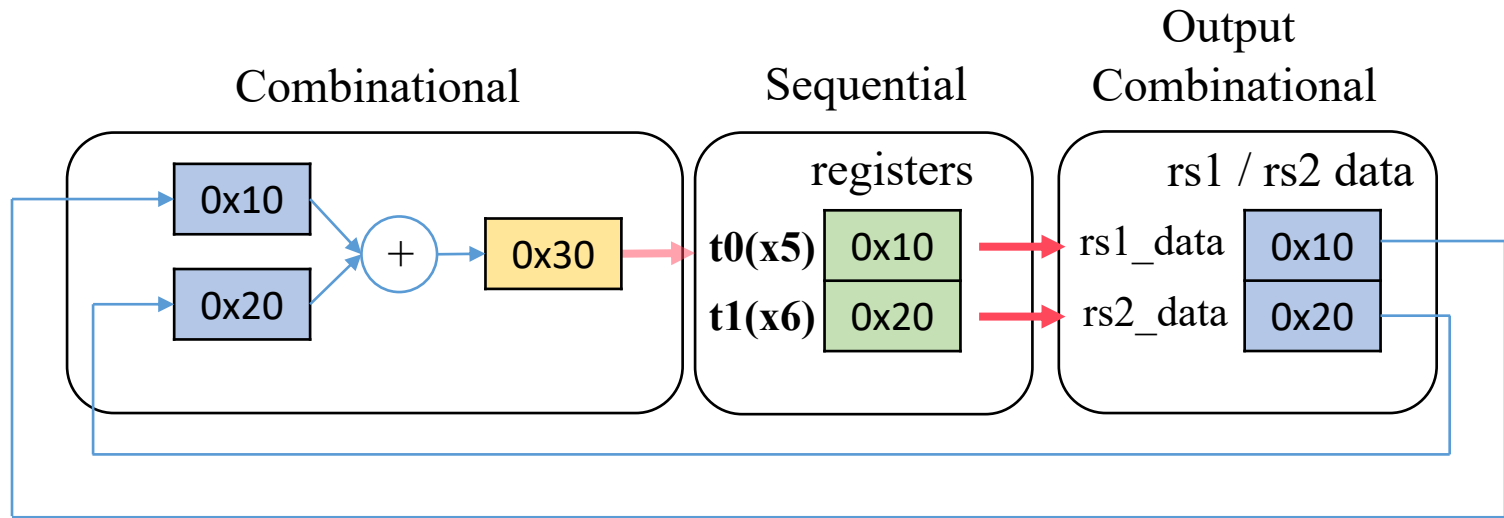 Combinational
0x10
0x20
+
0x30
Sequential
registers
t0(x5) 0x10
t1(x6) 0x20
Output
Combinational
rs1 / rs2 data
rs1_data 0x10
rs2_data 0x20